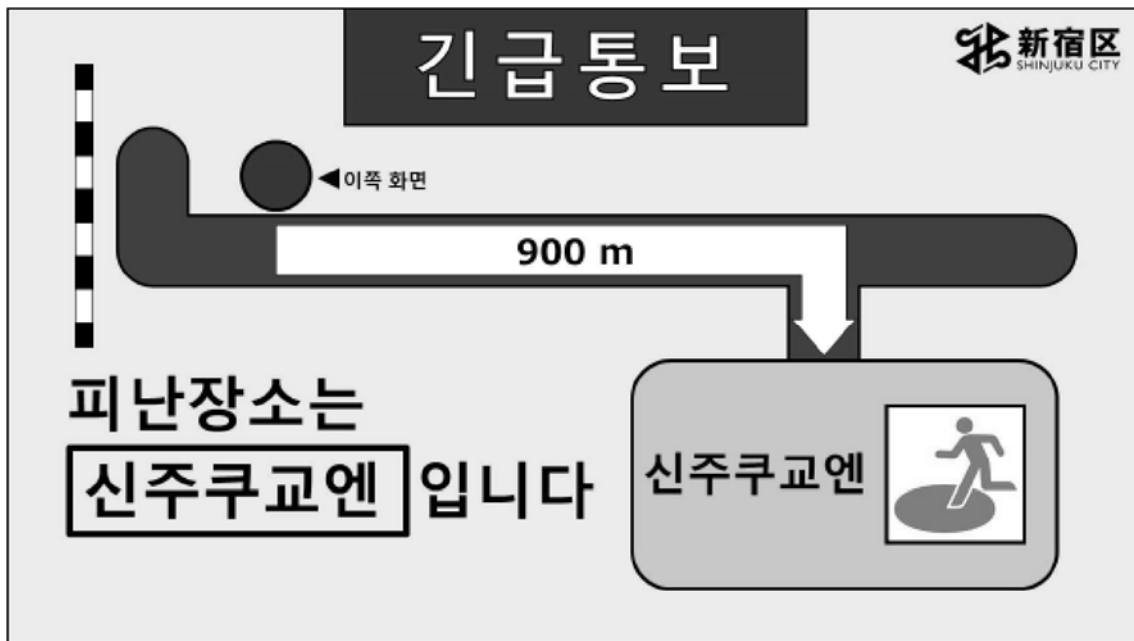 긴급통보
新宿区
SHINJUKU CITY
◀이쪽 화면
900 m
피난장소는
신주쿠교엔 입니다
신주쿠교엔